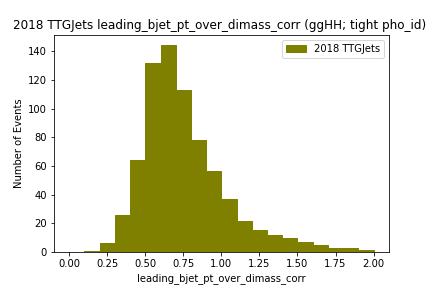 2018 TTGJets leading_bjet_pt_over_dimass_corr (ggHH; tight pho_id)
2018 TTGJets
Number of Events
140
120
100
80
60
40
20
0
0.00 0.25 0.50 0.75 1.00 1.25 1.50 1.75 2.00
leading_bjet_pt_over_dimass_corr